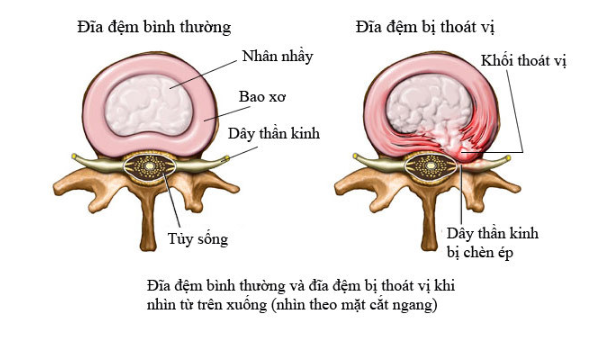 Đĩa đệm bình thường
Đĩa đệm bị thoát vị
Nhân nhầy
Khối thoát vị
Bao xơ
Dây thần kinh
Tủy sống
Dây thần kinh
bị chèn ép
Đĩa đệm bình thường và đĩa đệm bị thoát vị khi
nhìn từ trên xuống (nhìn theo mặt cắt ngang)